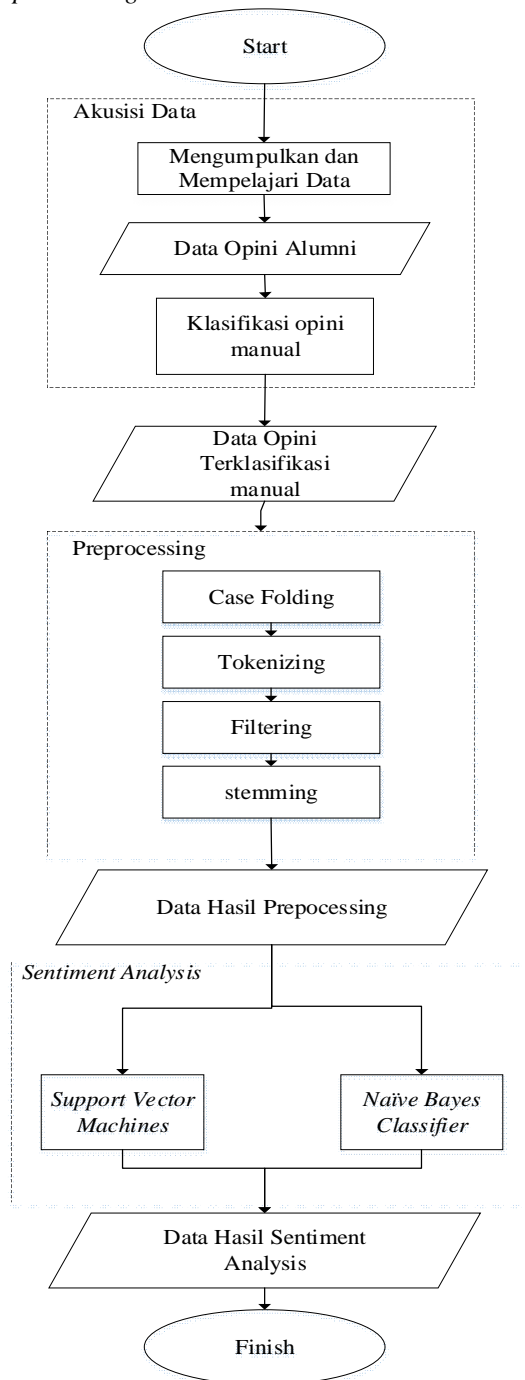 Start
Akusisi Data
Mengumpulkan dan
Mempelajari Data
Data Opini Alumni
Klasifikasi opini
manual
Data Opini
Terklasifikasi
manual
Preprocessing
Case Folding
Tokenizing
Filtering
stemming
Data Hasil Prepocessing
Sentiment Analysis
Support Vector
Machines
Naïve Bayes
Classifier
Data Hasil Sentiment
Analysis
Finish